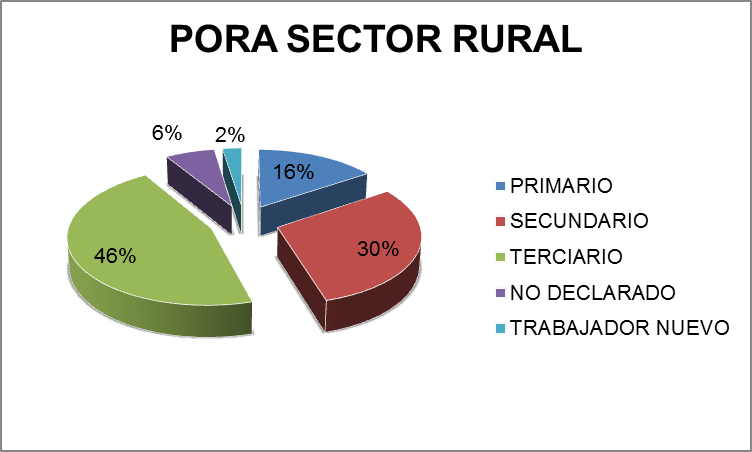 PORA SECTOR RURAL
6%
2%
16%
30%
46%
PRIMARIO
SECUNDARIO
TERCIARIO
NO DECLARADO
TRABAJADOR NUEVO